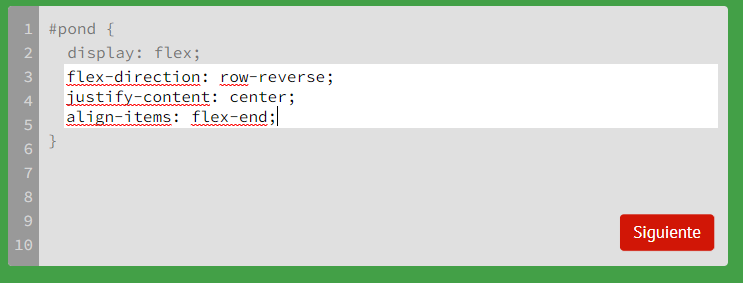 1 #pond {
2 display: flex;
3 flex-direction: row-reverse;
4 justify-content: center;
5 align-items: flex-end;
6 }
7
8
9
10
Siguiente